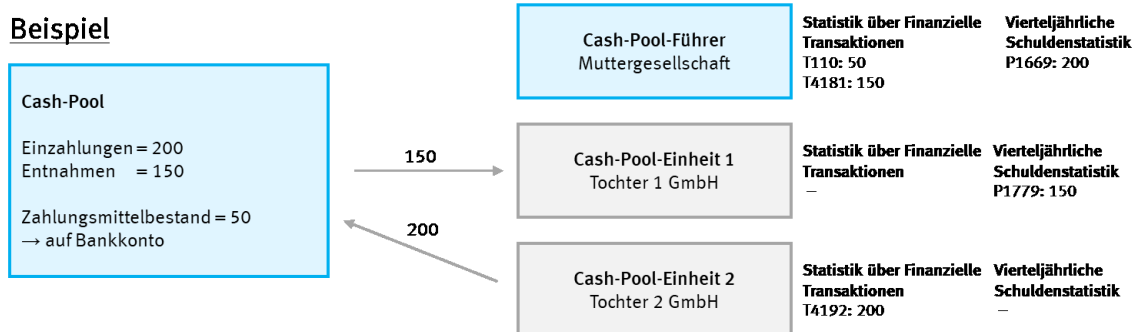 Beispiel
Cash-Pool
Einzahlungen = 200
Entnahmen = 150
Zahlungsmittelbestand = 50
→ auf Bankkonto
150
200
Cash-Pool-Führer
Muttergesellschaft
Statistik über Finanzielle
Transaktionen
T110: 50
T4181: 150
Vierteljährliche
Schuldenstatistik
P1669: 200
Cash-Pool-Einheit 1
Tochter 1 GmbH
Statistik über Finanzielle
Transaktionen
–
Vierteljährliche
Schuldenstatistik
P1779: 150
Cash-Pool-Einheit 2
Tochter 2 GmbH
Statistik über Finanzielle
Transaktionen
T4192: 200
Vierteljährliche
Schuldenstatistik
–